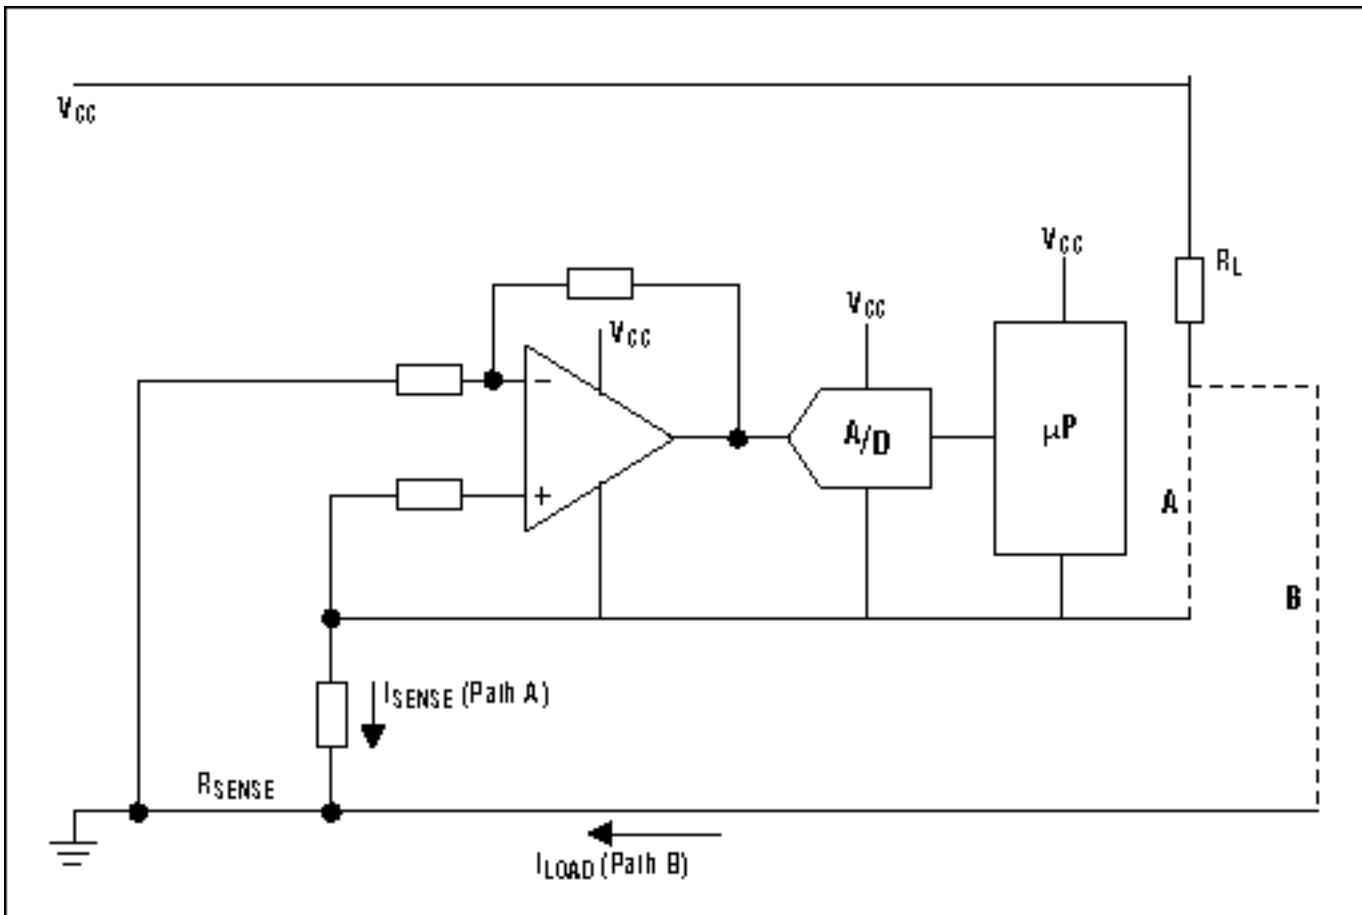 VCC
VCC
RL
VCC
VCC
−
A/D
μP
+
A
B
ISENSE (Path A)
RSENSE
ILOAD (Path B)